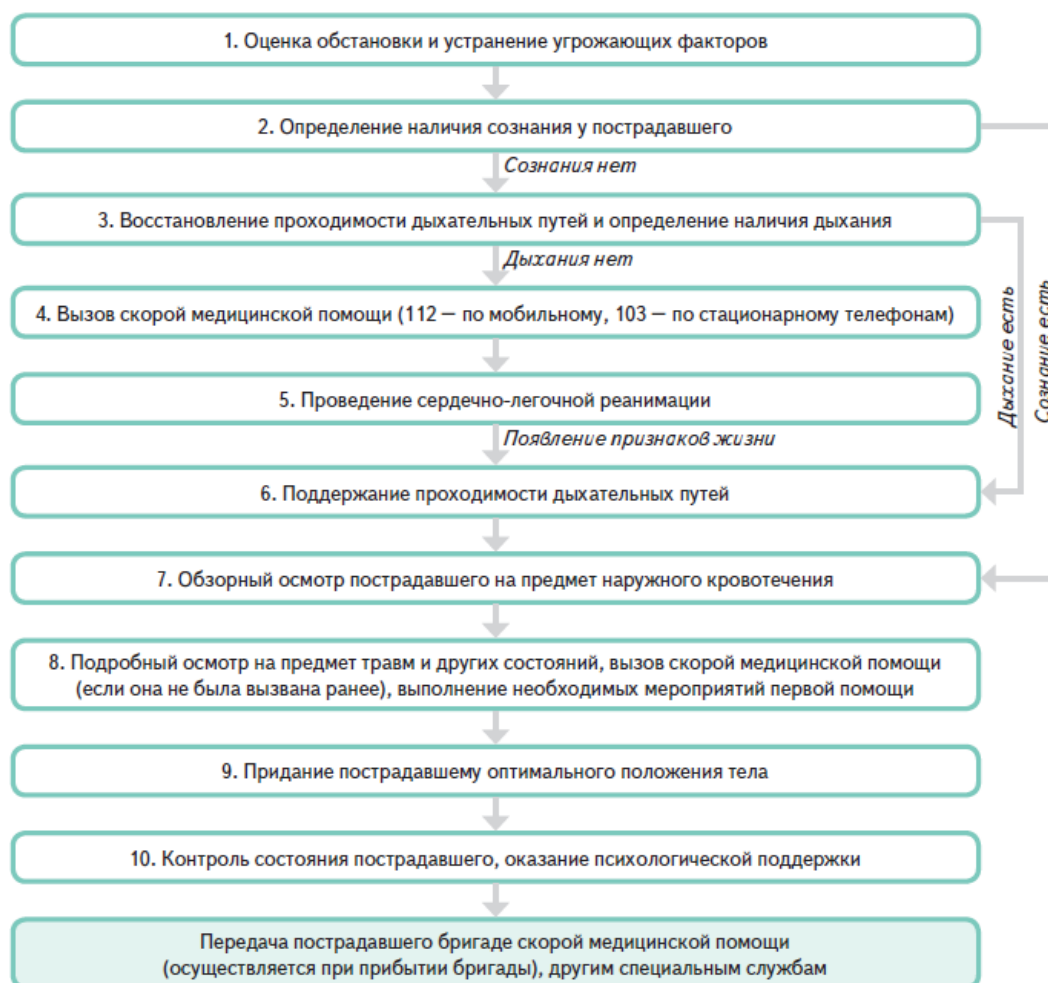 1. Оценка обстановки и устранение угрожающих факторов
2. Определение наличия сознания у пострадавшего
Сознания нет
3. Восстановление проходимости дыхательных путей и определение наличия дыхания
Дыхания нет
4. Вызов скорой медицинской помощи (112 – по мобильному, 103 – по стационарному телефонам)
5. Проведение сердечно-легочной реанимации
Появление признаков жизни
Дыхание есть
Сознание есть
6. Поддержание проходимости дыхательных путей
7. Обзорный осмотр пострадавшего на предмет наружного кровотечения
8. Подробный осмотр на предмет травм и других состояний, вызов скорой медицинской помощи
(если она не была вызвана ранее), выполнение необходимых мероприятий первой помощи
9. Придание пострадавшему оптимального положения тела
10. Контроль состояния пострадавшего, оказание психологической поддержки
Передача пострадавшего бригаде скорой медицинской помощи
(осуществляется при прибытии бригады), другим специальным службам